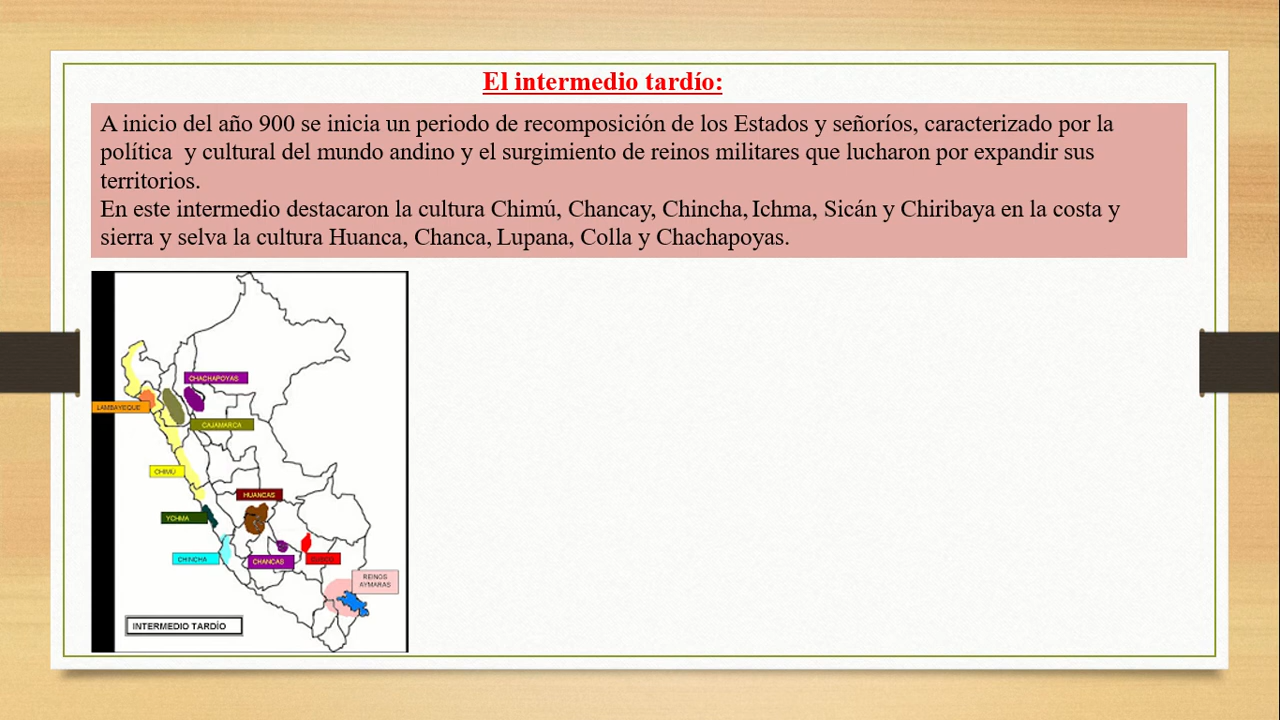 El intermedio tardío:
A inicio del año 900 se inicia un periodo de recomposición de los Estados y señoríos, caracterizado por la
política  y cultural del mundo andino y el surgimiento de reinos militares que lucharon por expandir sus
territorios.
En este intermedio destacaron la cultura Chimú, Chancay, Chincha, Ichma, Sicán y Chiribaya en la costa y
sierra y selva la cultura Huanca, Chanca, Lupana, Colla y Chachapoyas.
CHACHAPOYAS
LAMBAYEQUE
CAJAMARCA
CHIMU
HUANCAS
YCHMA
CHINCHA
CHANCAS
REINOS
AYMARAS
INTERMEDIO TARDÍO